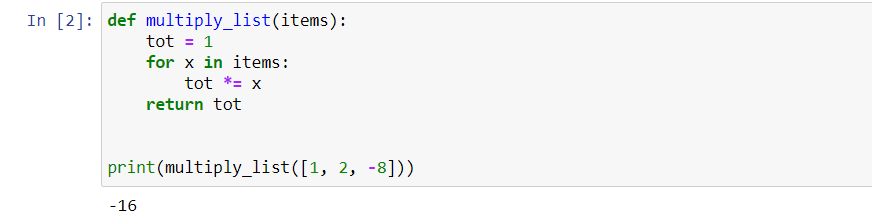 In [2]: def multiply_list(items):
    tot = 1
    for x in items:
        tot *= x
    return tot
print(multiply_list([1, 2, -8]))
-16